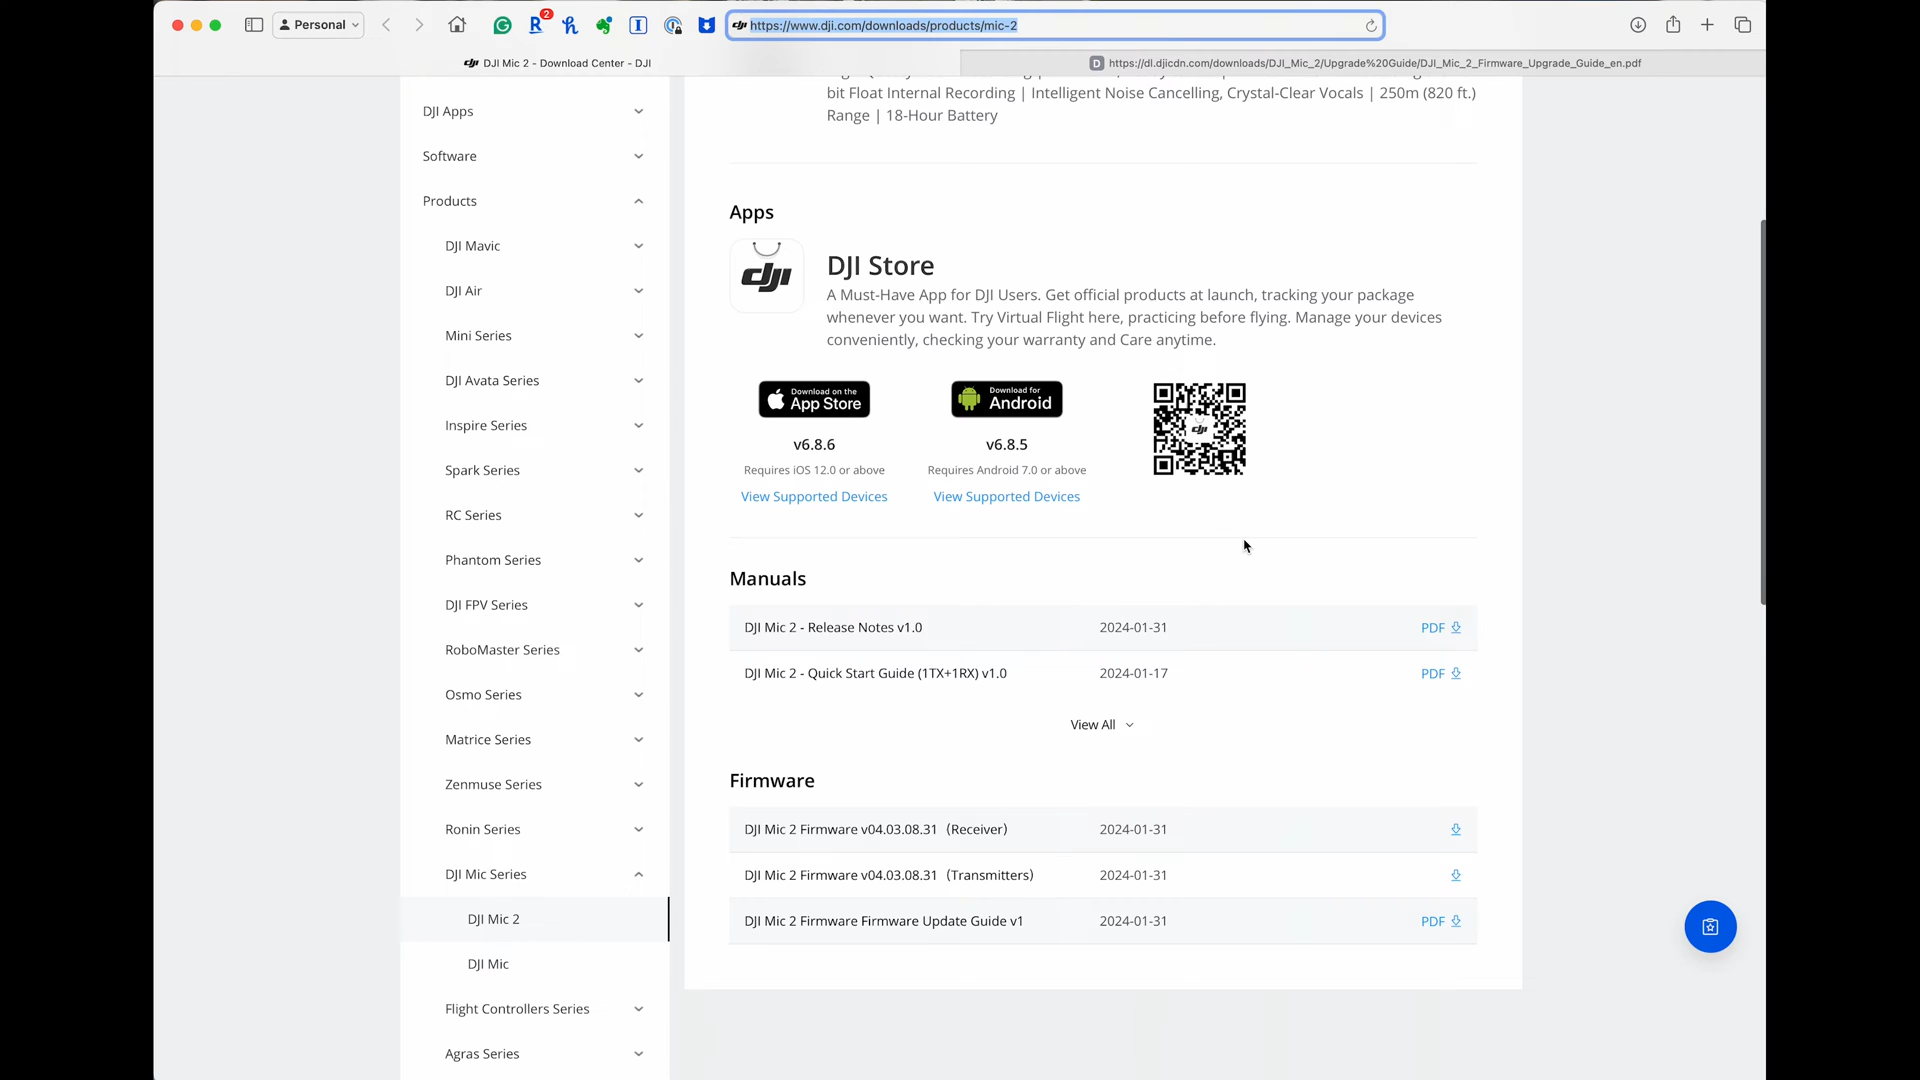 Personal
2
https://www.dji.com/downloads/products/mic-2
DJI Mic 2 - Download Center - DJI
D https://dl.djicdn.com/downloads/DJI_Mic_2/Upgrade%20Guide/DJI_Mic_2_Firmware_Upgrade_Guide_en.pdf
DJI Apps
Software
Products
DJI Mavic
DJI Air
Mini Series
DJI Avata Series
Inspire Series
Spark Series
RC Series
Phantom Series
DJI FPV Series
RoboMaster Series
Osmo Series
Matrice Series
Zenmuse Series
Ronin Series
DJI Mic Series
DJI Mic 2
DJI Mic
Flight Controllers Series
Agras Series
bit Float Internal Recording | Intelligent Noise Cancelling, Crystal-Clear Vocals | 250m (820 ft.)
Range | 18-Hour Battery
Apps
dji
DJI Store
A Must-Have App for DJI Users. Get official products at launch, tracking your package
whenever you want. Try Virtual Flight here, practicing before flying. Manage your devices
conveniently, checking your warranty and Care anytime.
Download on the
App Store
Download for
Android
v6.8.6
v6.8.5
Requires iOS 12.0 or above
Requires Android 7.0 or above
View Supported Devices
View Supported Devices
Manuals
DJI Mic 2 - Release Notes v1.0 2024-01-31 PDF
DJI Mic 2 - Quick Start Guide (1TX+1RX) v1.0 2024-01-17 PDF
View All
Firmware
DJI Mic 2 Firmware v04.03.08.31（Receiver) 2024-01-31
DJI Mic 2 Firmware v04.03.08.31（Transmitters) 2024-01-31
DJI Mic 2 Firmware Firmware Update Guide v1 2024-01-31 PDF